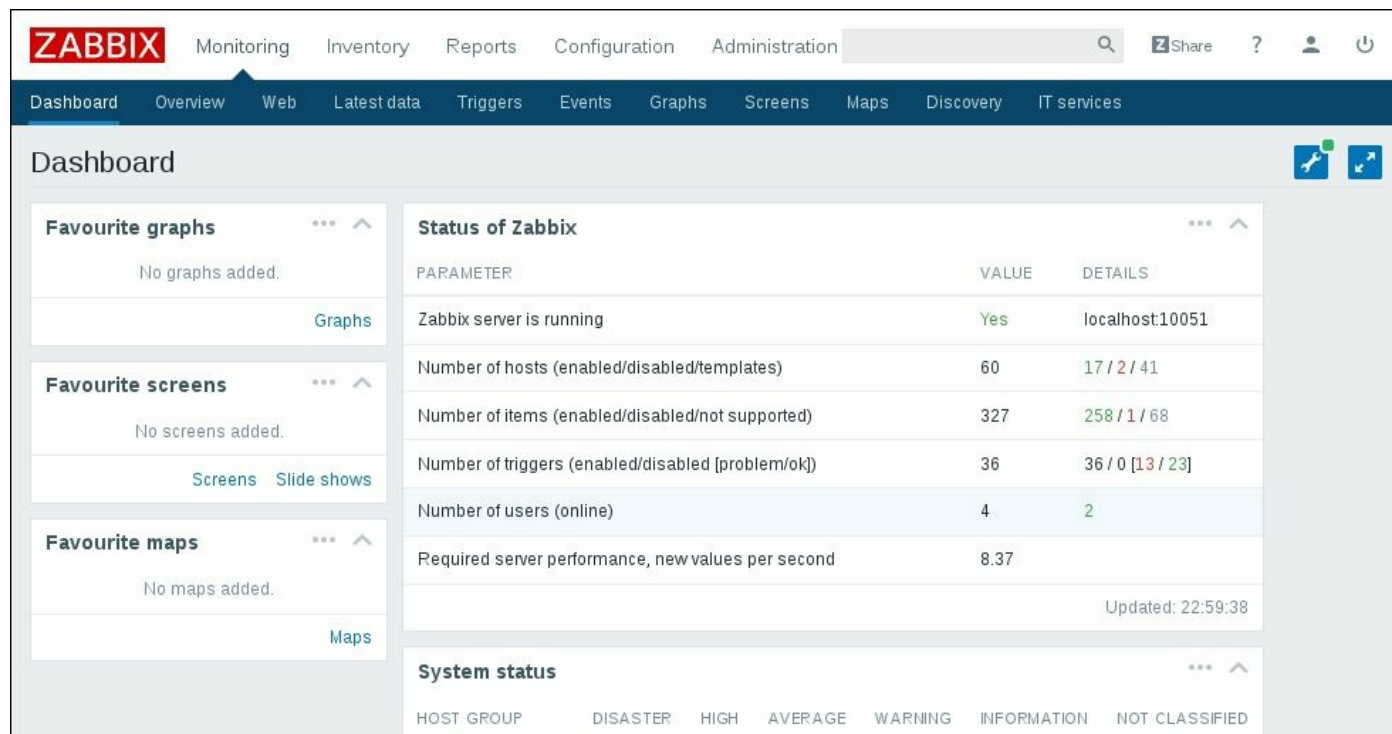 ZABBIX Monitoring Inventory Reports Configuration Administration Z Share ?
Dashboard Overview Web Latest data Triggers Events Graphs Screens Maps Discovery IT services
Dashboard
Favourite graphs
No graphs added.
Graphs
Favourite screens
No screens added.
Screens Slide shows
Favourite maps
No maps added.
Maps
Status of Zabbix
PARAMETER VALUE DETAILS
Zabbix server is running Yes localhost:10051
Number of hosts (enabled/disabled/templates) 60 17 / 2 / 41
Number of items (enabled/disabled/not supported) 327 258 / 1 / 68
Number of triggers (enabled/disabled [problem/ok]) 36 36 / 0 [13 / 23]
Number of users (online) 4 2
Required server performance, new values per second 8.37
Updated: 22:59:38
System status
HOST GROUP DISASTER HIGH AVERAGE WARNING INFORMATION NOT CLASSIFIED